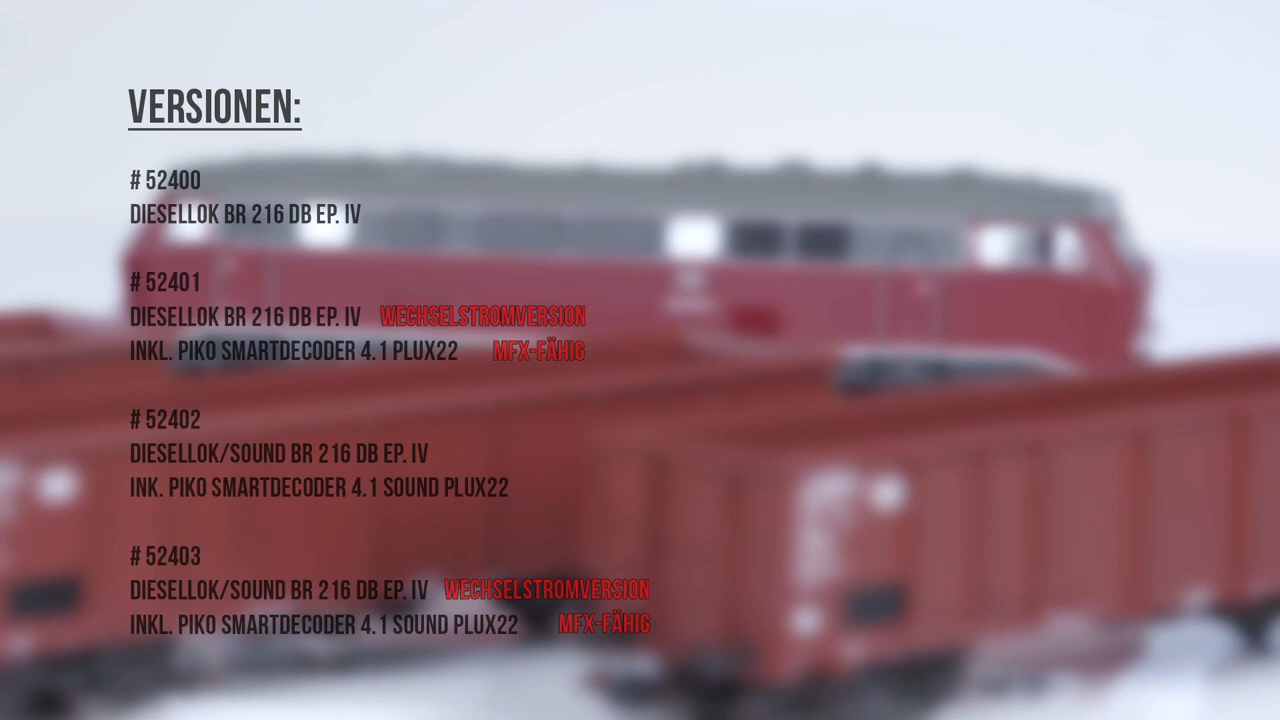 VERSIONEN:
# 52400
DIESELLOK BR 216 DB EP. IV
# 52401
DIESELLOK BR 216 DB EP. IV WECHSELSTROMVERSION
INKL. PIKO SMARTDECODER 4.1 PLUX22 MFX-FÄHIG
# 52402
DIESELLOK/SOUND BR 216 DB EP. IV
INK. PIKO SMARTDECODER 4.1 SOUND PLUX22
# 52403
DIESELLOK/SOUND BR 216 DB EP. IV WECHSELSTROMVERSION
INKL. PIKO SMARTDECODER 4.1 SOUND PLUX22 MFX-FÄHIG